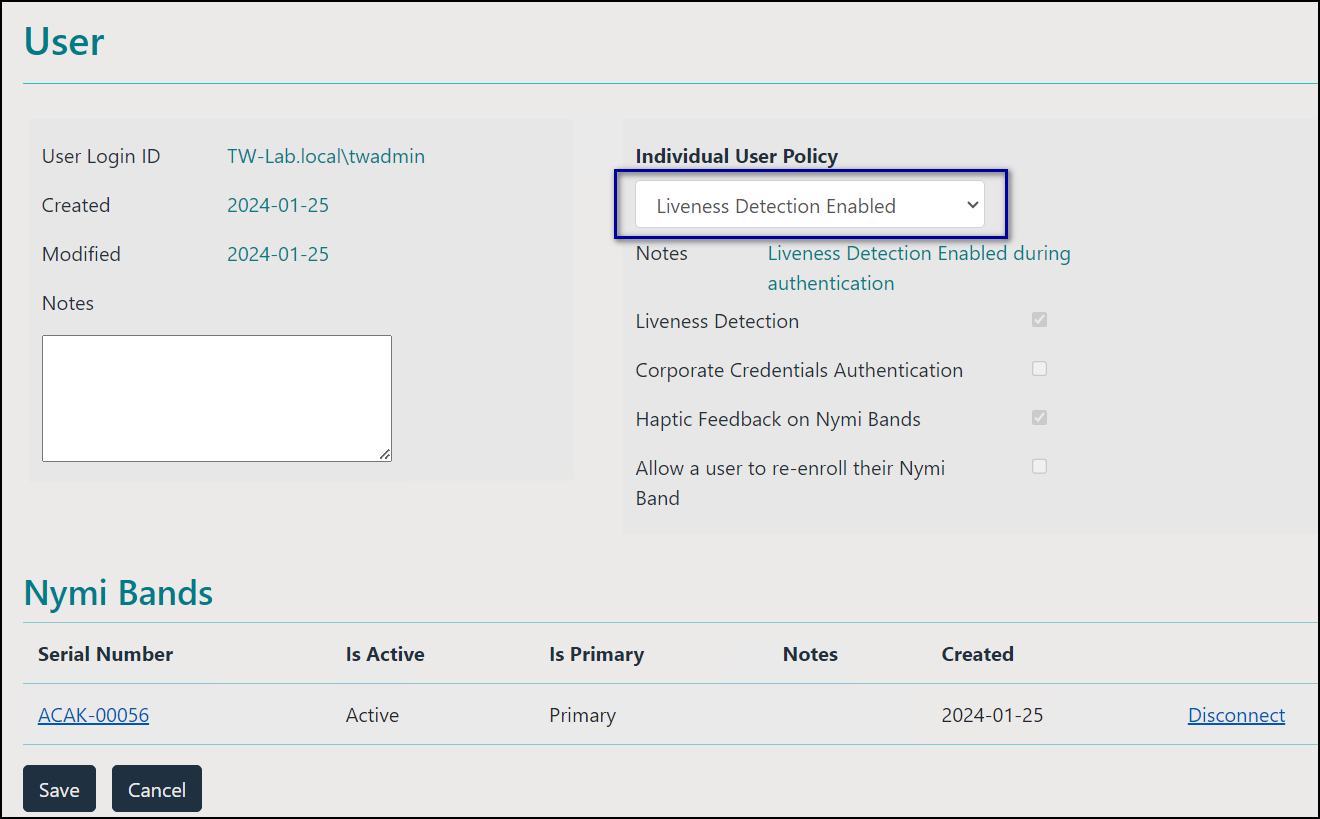 User
User Login ID TW-Lab.local\twadmin
Created 2024-01-25
Modified 2024-01-25
Notes
Individual User Policy
Liveness Detection Enabled
Notes Liveness Detection Enabled during
authentication
Liveness Detection
Corporate Credentials Authentication
Haptic Feedback on Nymi Bands
Allow a user to re-enroll their Nymi
Band
Nymi Bands
Serial Number Is Active Is Primary Notes Created
ACAK-00056 Active Primary 2024-01-25 Disconnect
Save Cancel